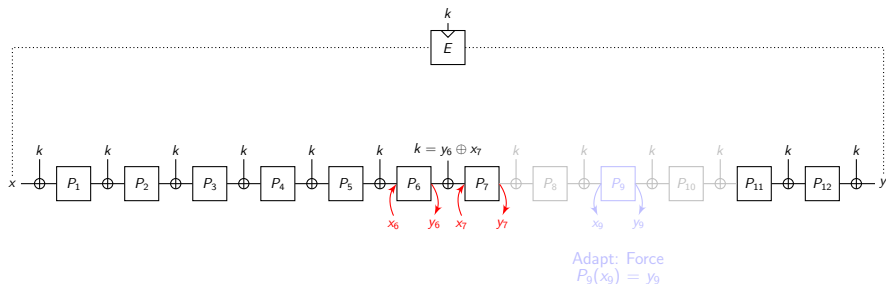 k
E
k k k k k k k = y₆ ⊕ x₇ k k k k k k
x P₁ P₂ P₃ P₄ P₅ P₆ P₇ P₈ P₉ P₁₀ P₁₁ P₁₂ y
x₆ y₆ x₇ y₇ x₉ y₉
Adapt: Force
P₉(x₉) = y₉